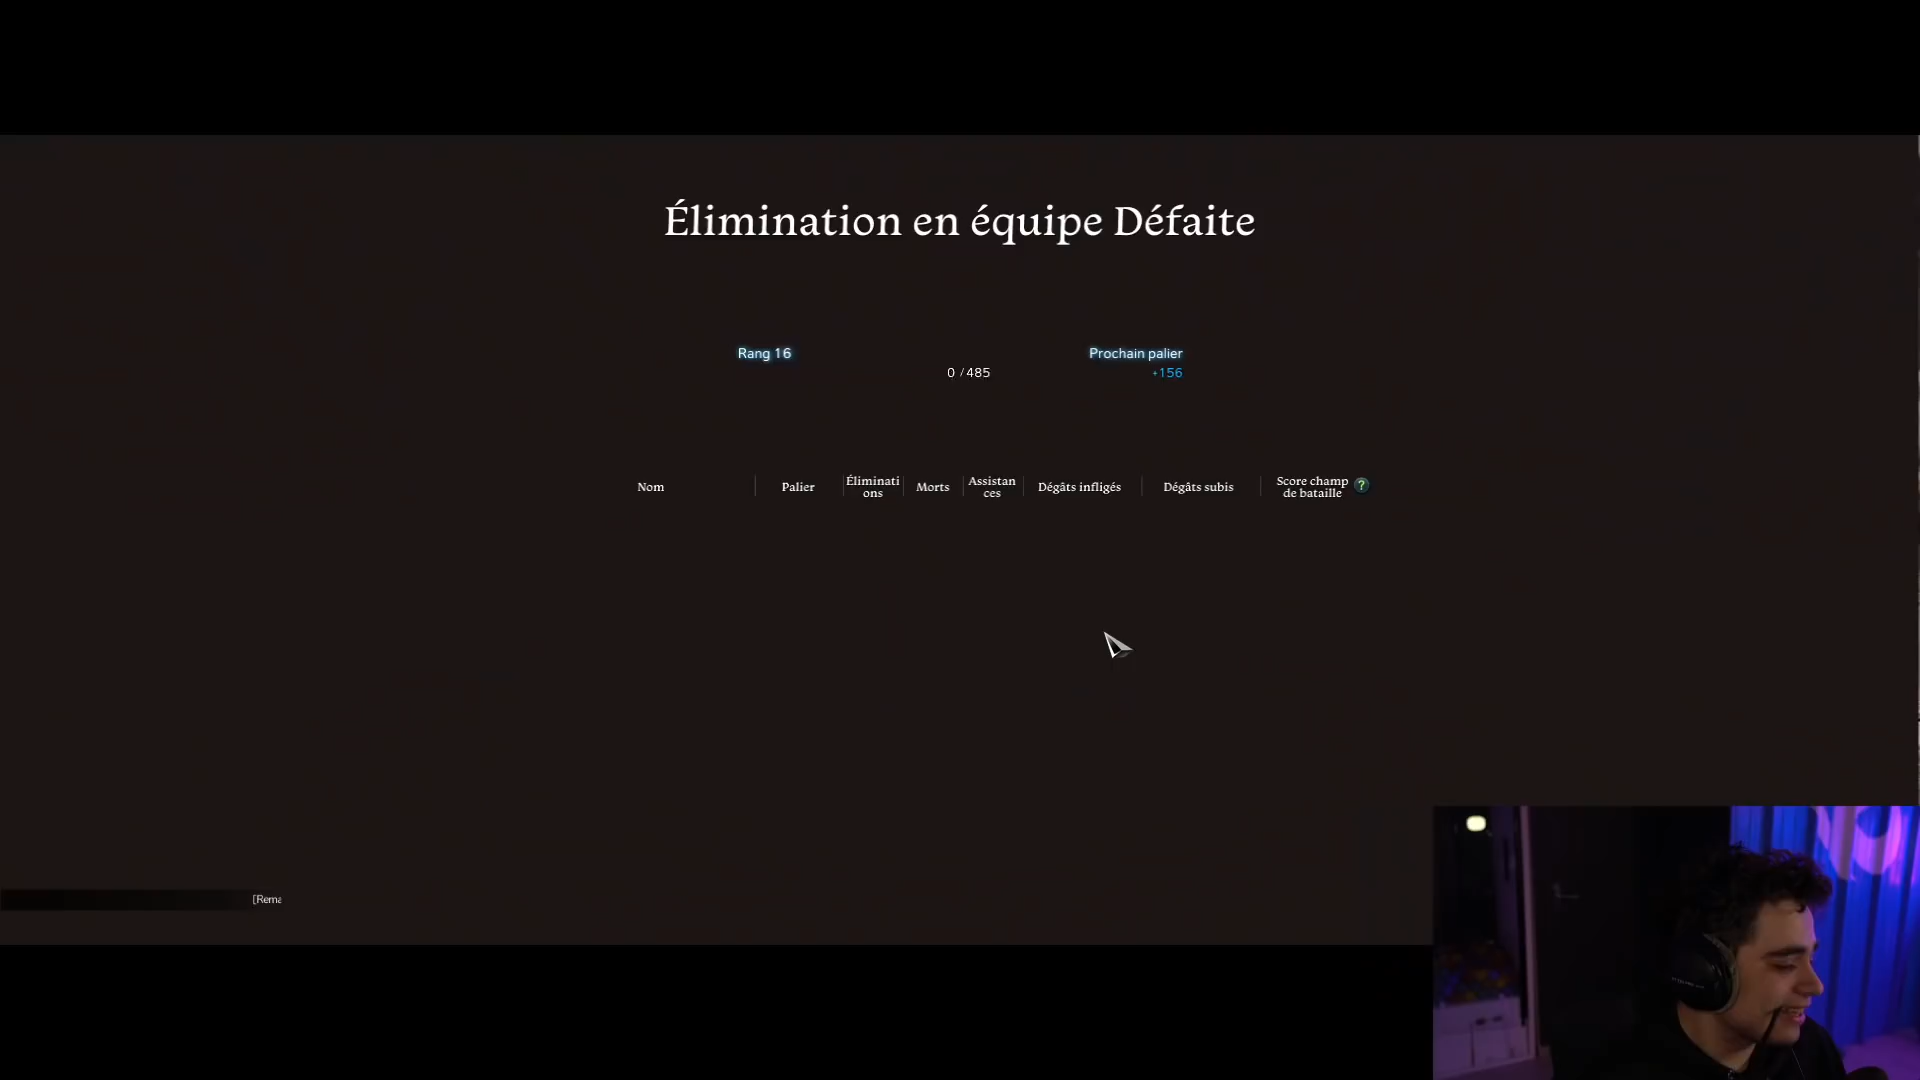 Élimination en équipe Défaite
Rang 16
Prochain palier
0 / 485
+156
Nom
Palier
Éliminati
ons
Morts
Assistan
ces
Dégâts infligés
Dégâts subis
Score champ
de bataille
?
[Rema